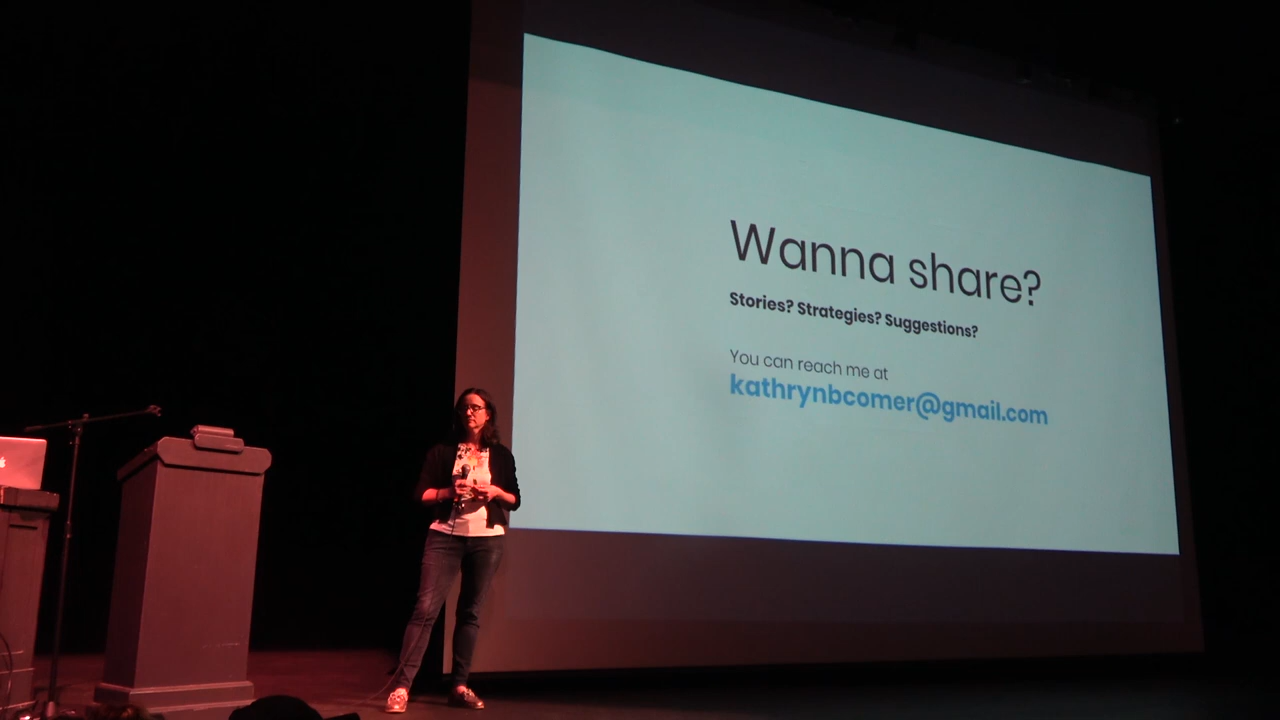 Wanna share?
Stories? Strategies? Suggestions?
You can reach me at
kathrynbcomer@gmail.com